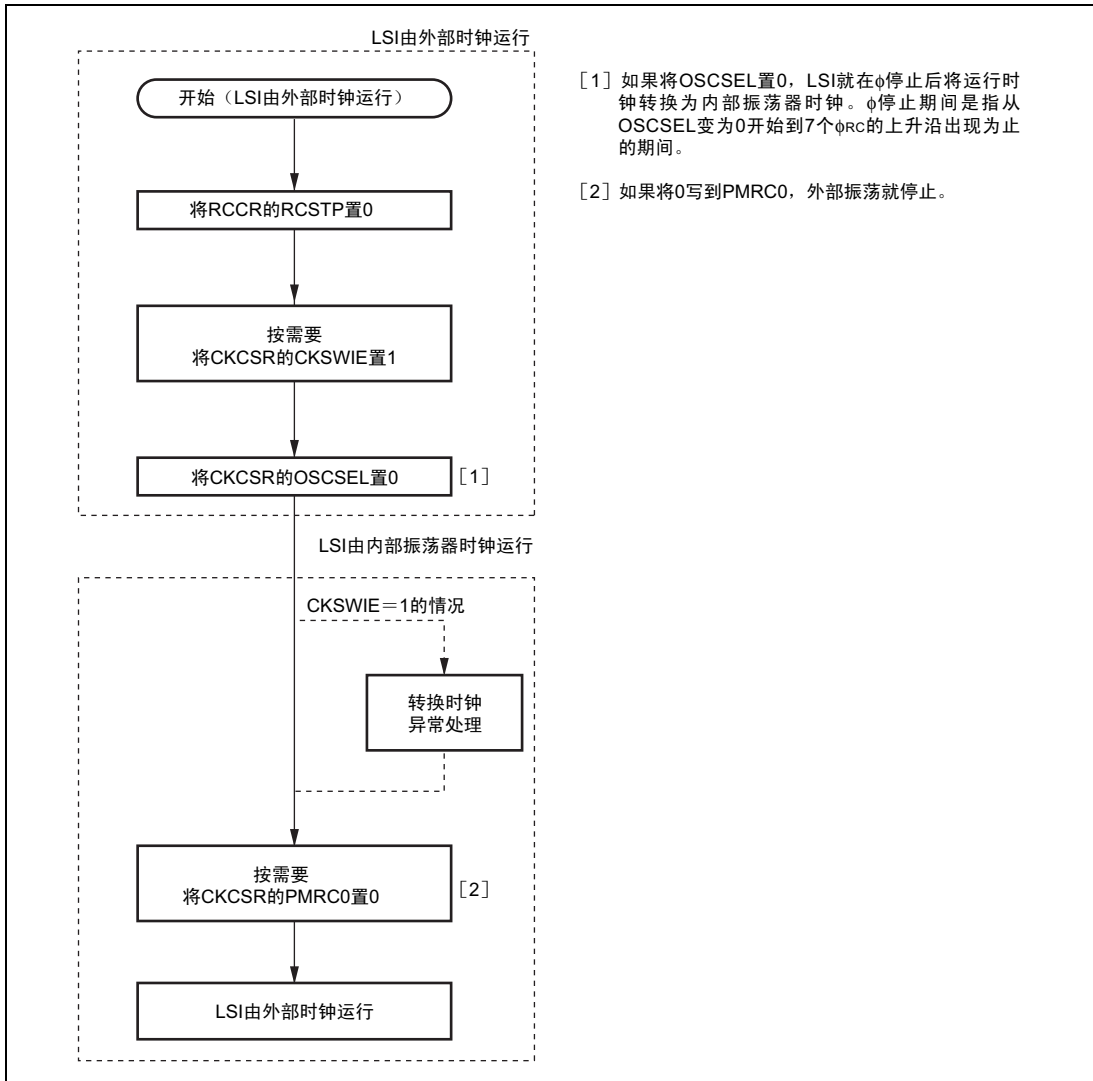 LSI由外部时钟运行
开始（LSI由外部时钟运行）
将RCCR的RCSTP置0
按需要
将CKCSR的CKSWIE置1
将CKCSR的OSCSEL置0
［1］
LSI由内部振荡器时钟运行
CKSWIE＝1的情况
转换时钟
异常处理
按需要
将CKCSR的PMRC0置0
［2］
LSI由外部时钟运行
［1］如果将OSCSEL置0，LSI就在ϕ停止后将运行时
钟转换为内部振荡器时钟。ϕ停止期间是指从
OSCSEL变为0开始到7个ϕRC的上升沿出现为止
的期间。
［2］如果将0写到PMRC0，外部振荡就停止。